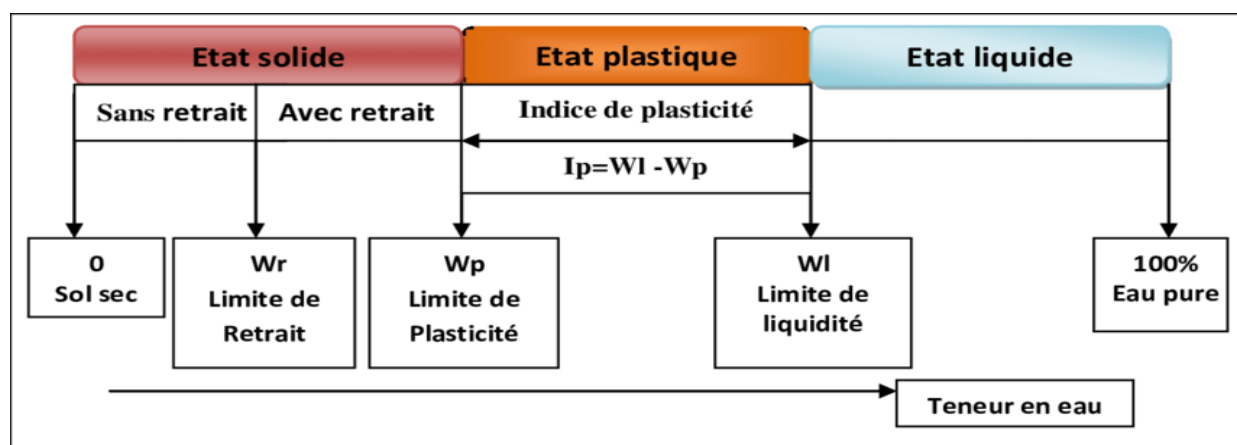 Etat solide
Etat plastique
Etat liquide
Sans retrait
Avec retrait
Indice de plasticité
Ip=Wl -Wp
0
Sol sec
Wr
Limite de
Retrait
Wp
Limite de
Plasticité
Wl
Limite de
liquidité
100%
Eau pure
Teneur en eau